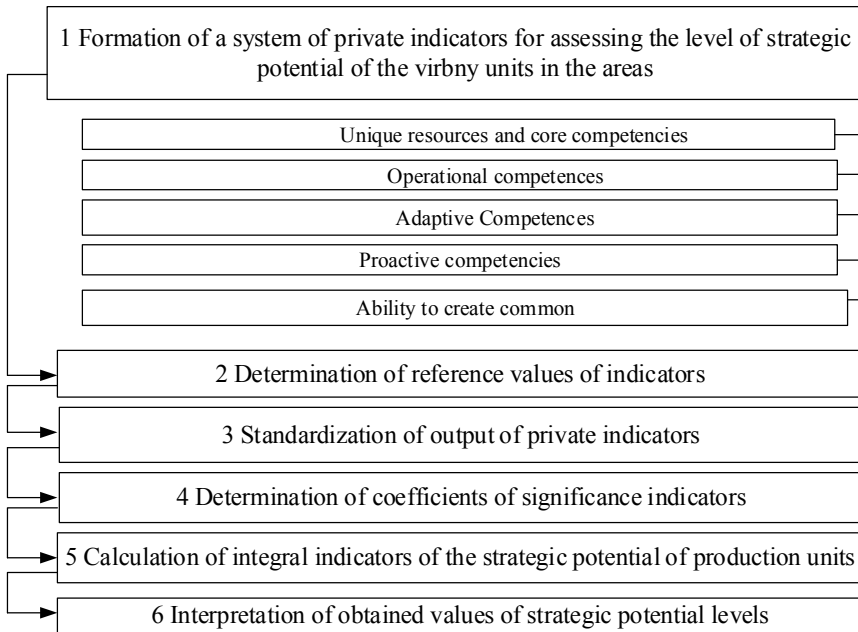 1 Formation of a system of private indicators for assessing the level of strategic
potential of the virbny units in the areas
Unique resources and core competencies
Operational competences
Adaptive Competences
Proactive competencies
Ability to create common
2 Determination of reference values of indicators
3 Standardization of output of private indicators
4 Determination of coefficients of significance indicators
5 Calculation of integral indicators of the strategic potential of production units
6 Interpretation of obtained values of strategic potential levels